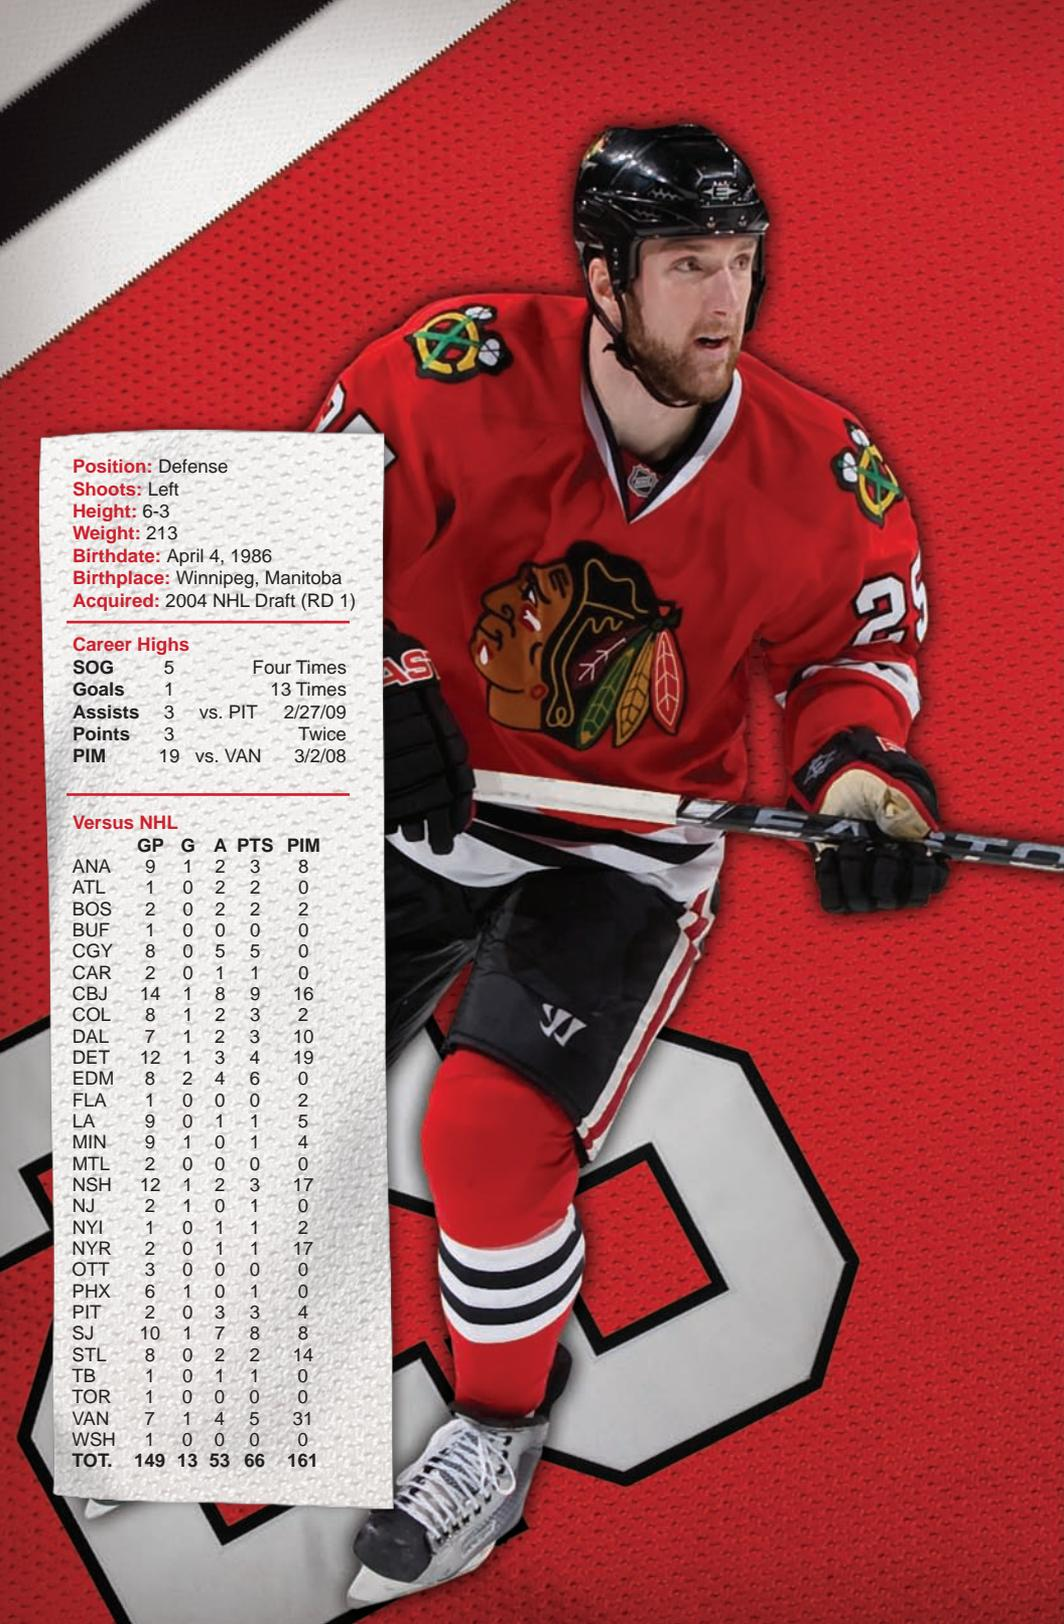 Position: Defense
Shoots: Left
Height: 6-3
Weight: 213
Birthdate: April 4, 1986
Birthplace: Winnipeg, Manitoba
Acquired: 2004 NHL Draft (RD 1)
Career Highs
SOG 5 Four Times
Goals 1 13 Times
Assists 3 vs. PIT 2/27/09
Points 3 Twice
PIM 19 vs. VAN 3/2/08
Versus NHL
GP G A PTS PIM
ANA 9 1 2 3 8
ATL 1 0 2 2 0
BOS 2 0 2 2 2
BUF 1 0 0 0 0
CGY 8 0 5 5 0
CAR 2 0 1 1 0
CBJ 14 1 8 9 16
COL 8 1 2 3 2
DAL 7 1 2 3 10
DET 12 1 3 4 19
EDM 8 2 4 6 0
FLA 1 0 0 0 2
LA 9 0 1 1 5
MIN 9 1 0 1 4
MTL 2 0 0 0 0
NSH 12 1 2 3 17
NJ 2 1 0 1 0
NYI 1 0 1 1 2
NYR 2 0 1 1 17
OTT 3 0 0 0 0
PHX 6 1 0 1 0
PIT 2 0 3 3 4
SJ 10 1 7 8 8
STL 8 0 2 2 14
TB 1 0 1 1 0
TOR 1 0 0 0 0
VAN 7 1 4 5 31
WSH 1 0 0 0 0
TOT. 149 13 53 66 161
25